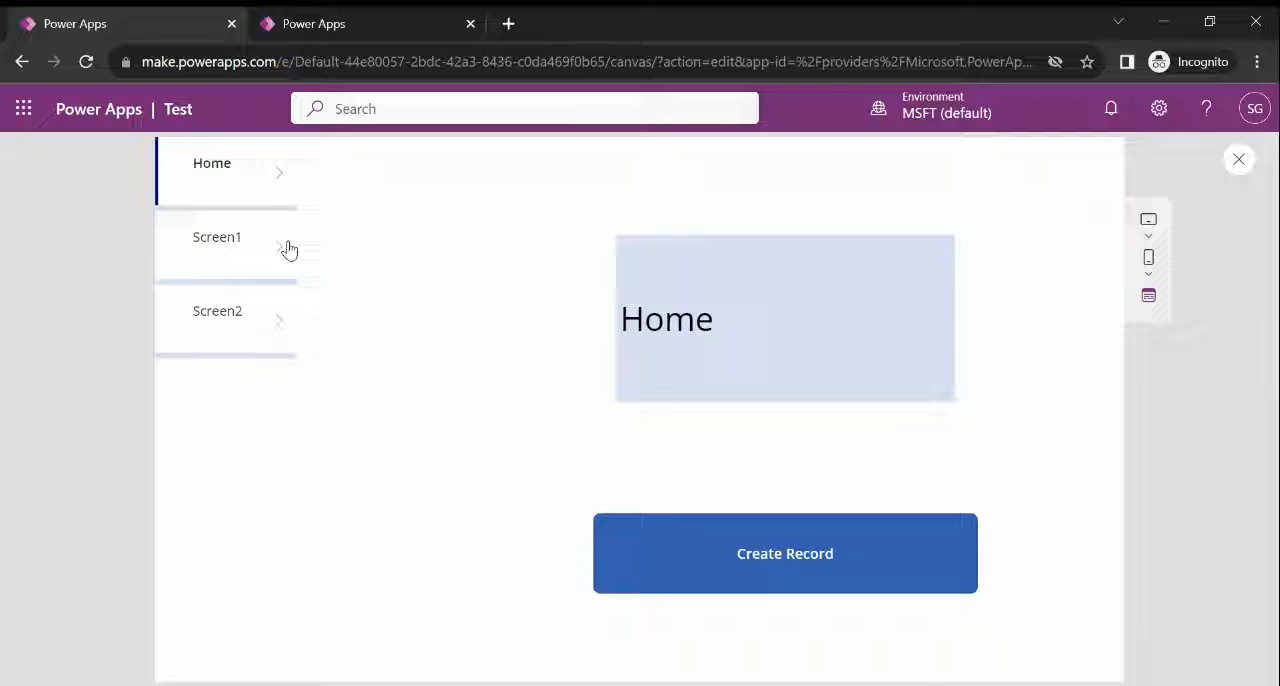 Power Apps
Power Apps
make.powerapps.com/e/Default-44e80057-2bdc-42a3-8436-c0da469f0b65/canvas/?action=edit&app-id=%2Fproviders%2FMicrosoft.PowerAp...
Incognito
Power Apps | Test
Search
Environment
MSFT (default)
SG
Home
Screen1
Screen2
Home
Create Record